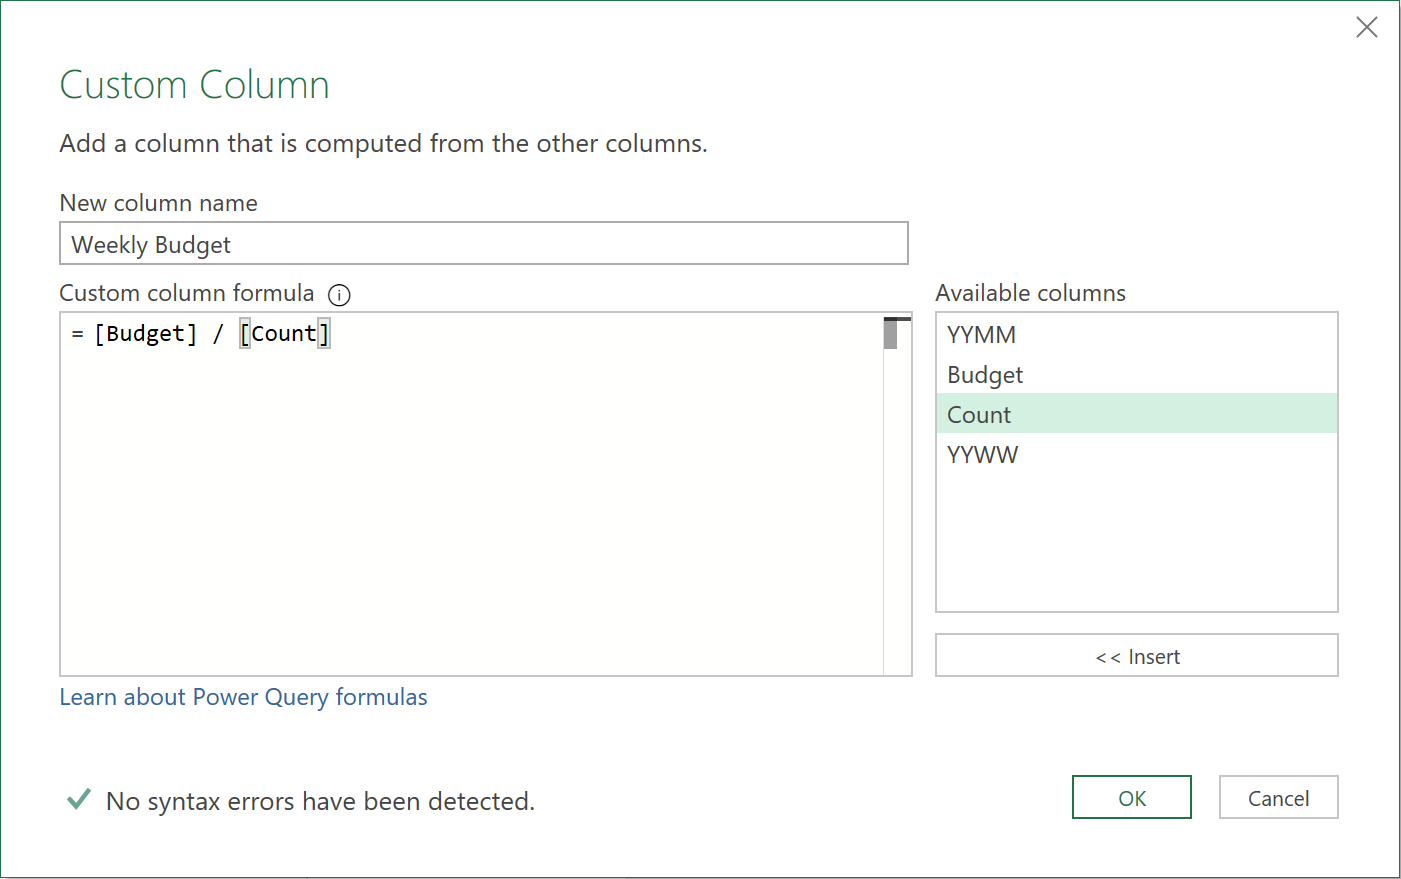 Custom Column
Add a column that is computed from the other columns.
New column name
Weekly Budget
Custom column formula
= [Budget] / [Count]
Available columns
YYMM
Budget
Count
YYWW
<< Insert
Learn about Power Query formulas
No syntax errors have been detected.
OK
Cancel